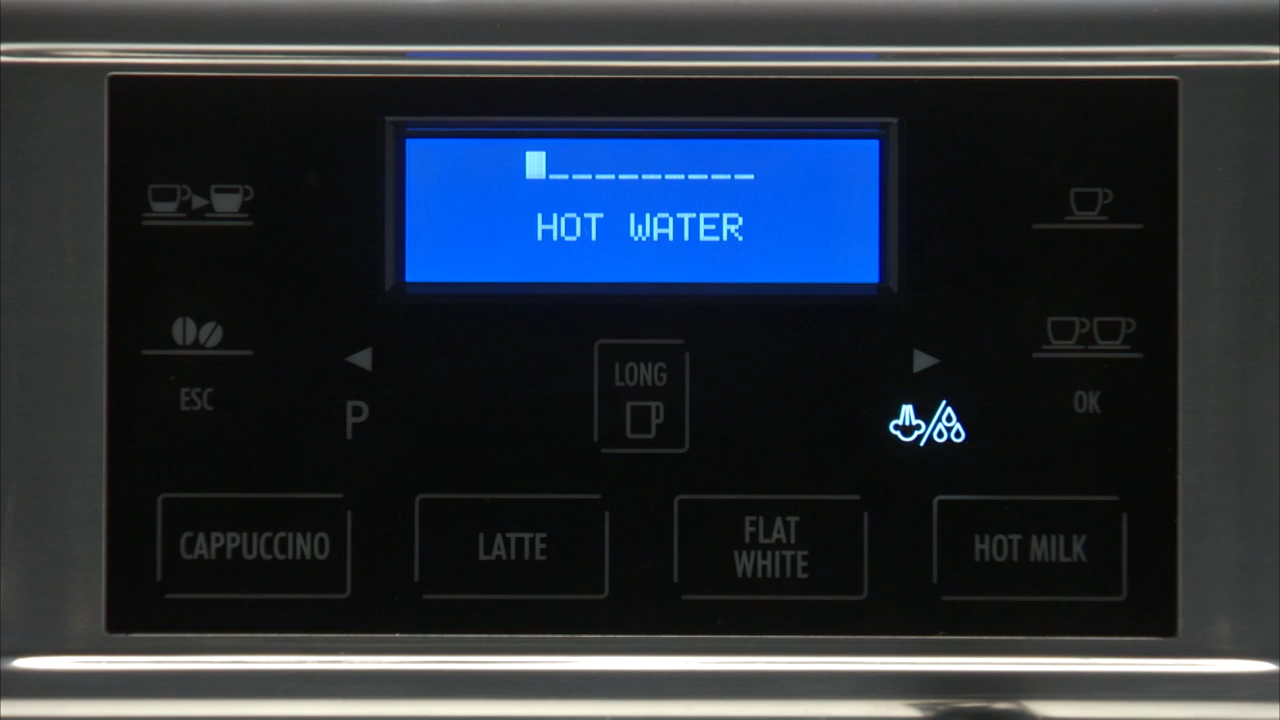 HOT WATER
LONG
ESC
P
OK
CAPPUCCINO
LATTE
FLAT
WHITE
HOT MILK